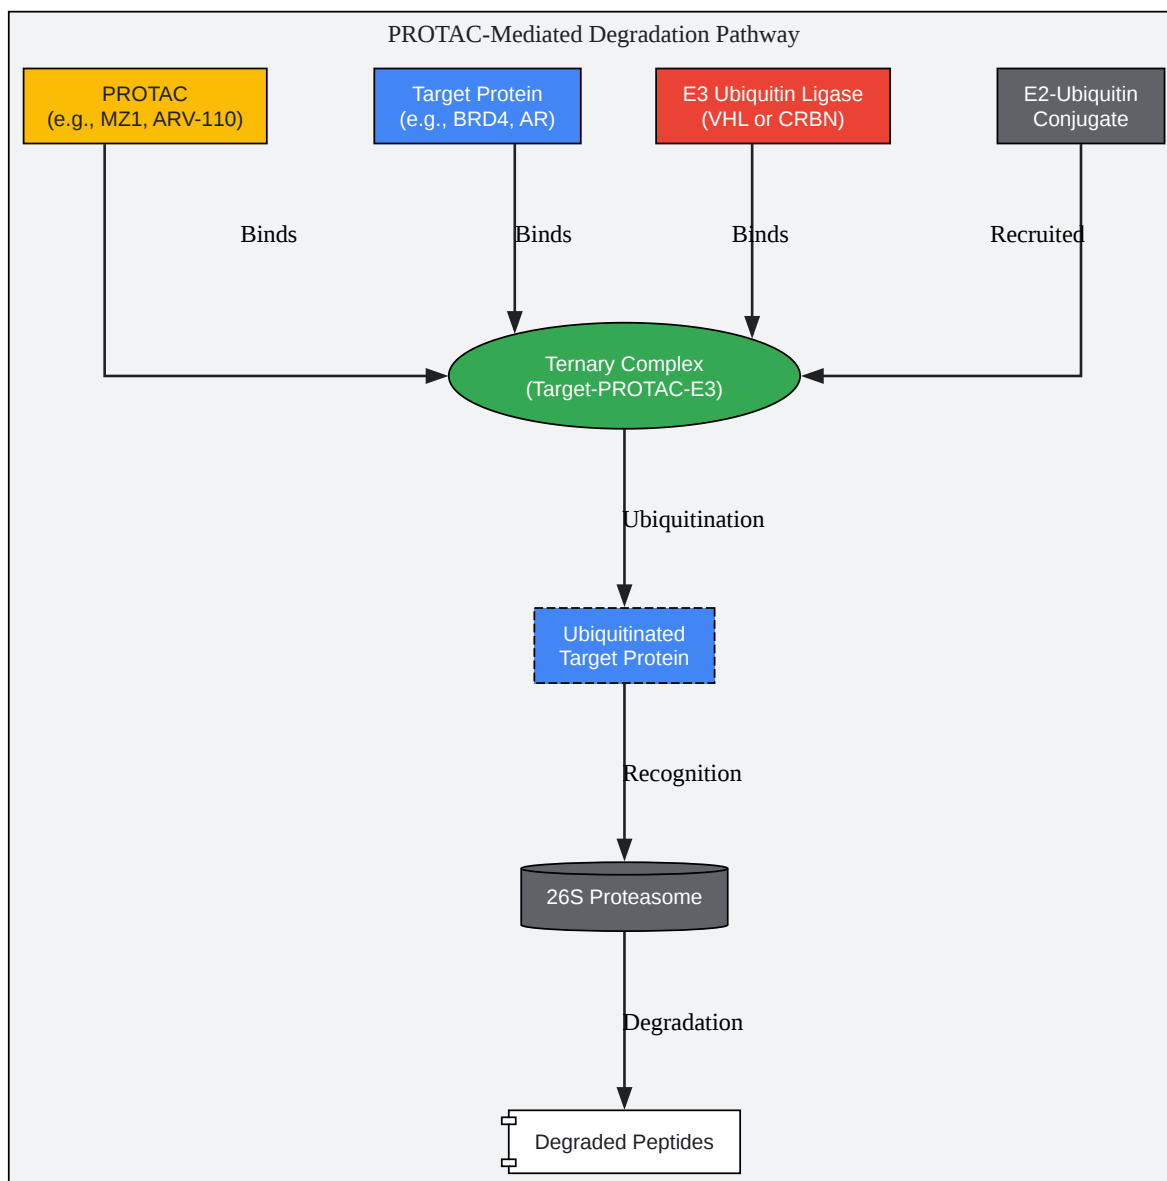 PROTAC-Mediated Degradation Pathway
PROTAC
(e.g., MZ1, ARV-110)
Target Protein
(e.g., BRD4, AR)
E3 Ubiquitin Ligase
(VHL or CRBN)
E2-Ubiquitin
Conjugate
Binds
Binds
Binds
Recruited
Ternary Complex
(Target-PROTAC-E3)
Ubiquitination
Ubiquitinated
Target Protein
Recognition
26S Proteasome
Degradation
Degraded Peptides